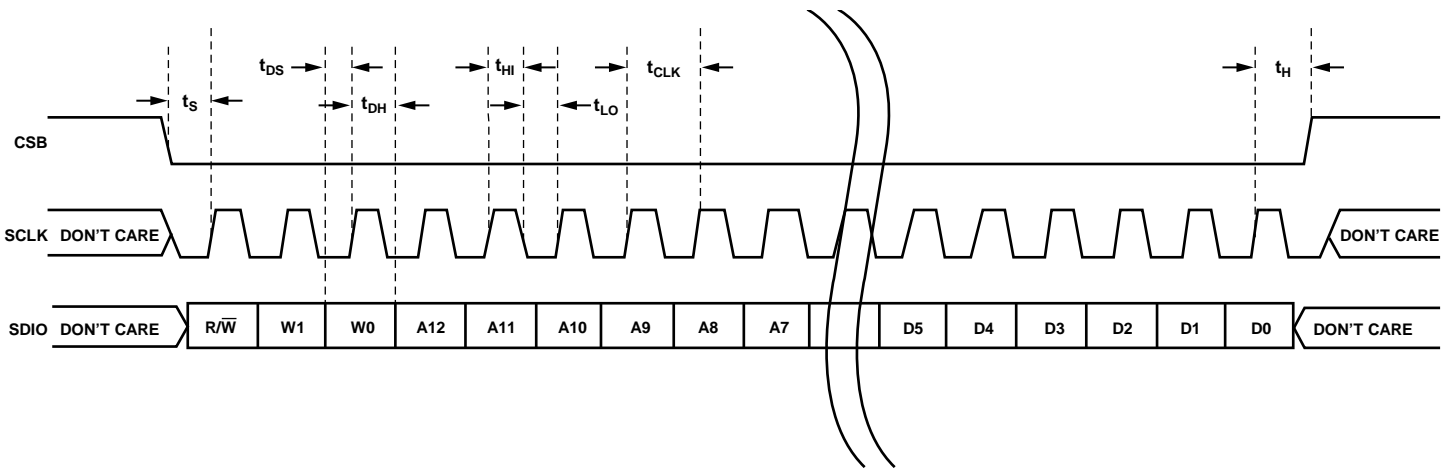 tDS tHI tCLK tH
tS tDH tLO
CSB
SCLK DON'T CARE DON'T CARE
SDIO DON'T CARE R/W̅ W1 W0 A12 A11 A10 A9 A8 A7 D5 D4 D3 D2 D1 D0 DON'T CARE